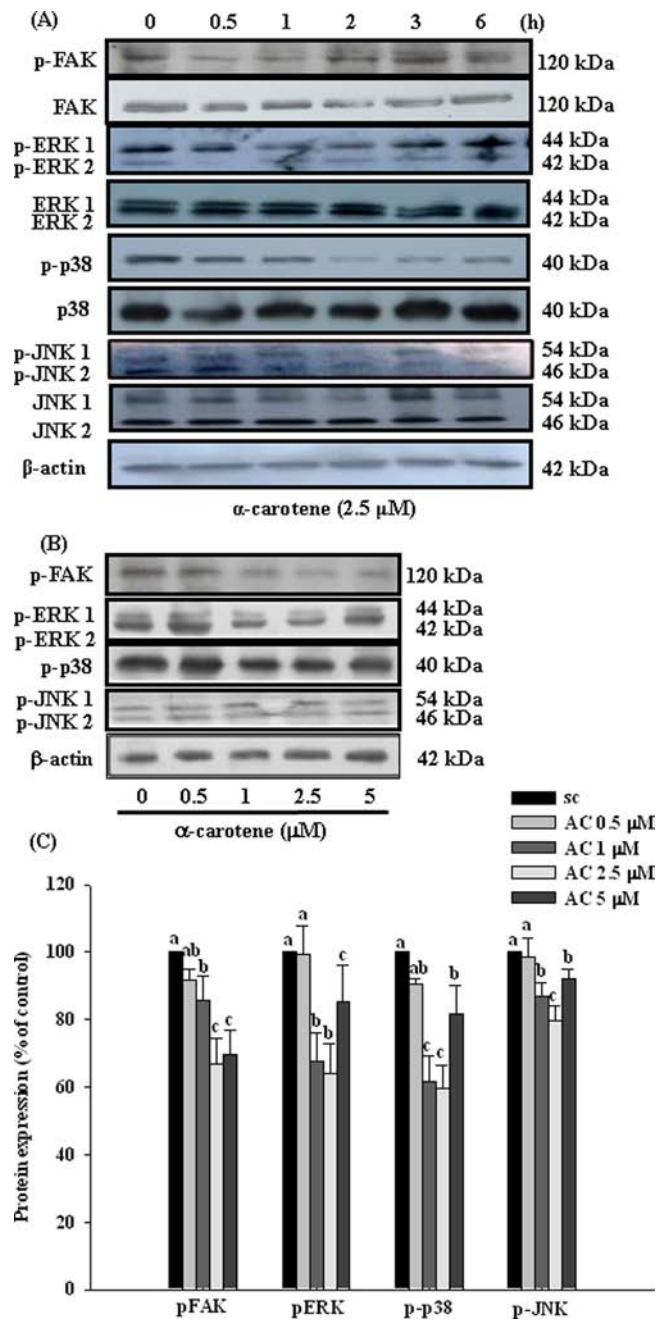 (A) 0 0.5 1 2 3 6 (h)
p-FAK 120 kDa
FAK 120 kDa
p-ERK 1 44 kDa
p-ERK 2 42 kDa
ERK 1 44 kDa
ERK 2 42 kDa
p-p38 40 kDa
p38 40 kDa
p-JNK 1 54 kDa
p-JNK 2 46 kDa
JNK 1 54 kDa
JNK 2 46 kDa
β-actin 42 kDa
α-carotene (2.5 μM)
(B)
p-FAK 120 kDa
p-ERK 1 44 kDa
p-ERK 2 42 kDa
p-p38 40 kDa
p-JNK 1 54 kDa
p-JNK 2 46 kDa
β-actin 42 kDa
0 0.5 1 2.5 5
α-carotene (μM)
(C)
sc
AC 0.5 μM
AC 1 μM
AC 2.5 μM
AC 5 μM
Protein expression (% of control)
120
100
80
60
40
20
0
a ab b c c
a a b b c
a ab c c b
a a b c b
pFAK pERK p-p38 p-JNK